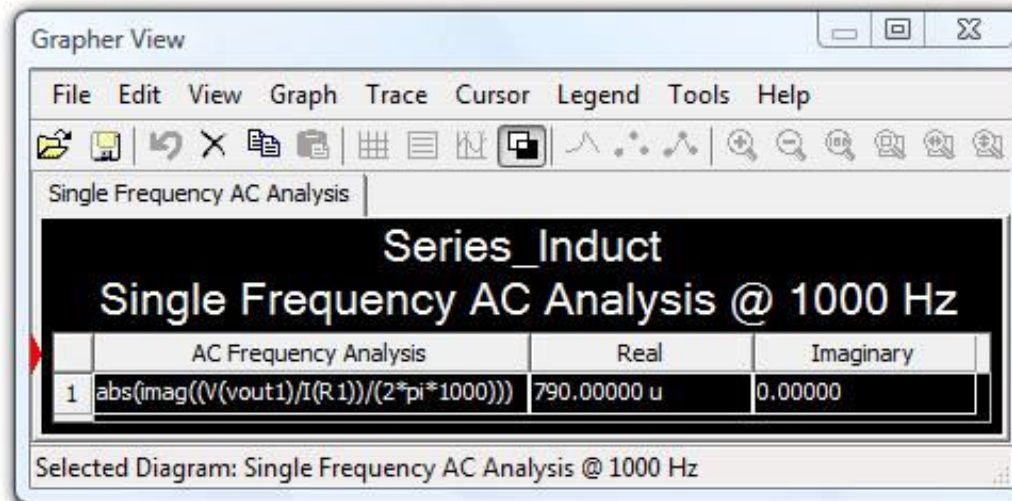 Grapher View
File Edit View Graph Trace Cursor Legend Tools Help
Single Frequency AC Analysis
Series_Induct
Single Frequency AC Analysis @ 1000 Hz
AC Frequency Analysis Real Imaginary
1 abs(imag((V(vout1)/I(R1))/(2*pi*1000))) 790.00000 u 0.00000
Selected Diagram: Single Frequency AC Analysis @ 1000 Hz